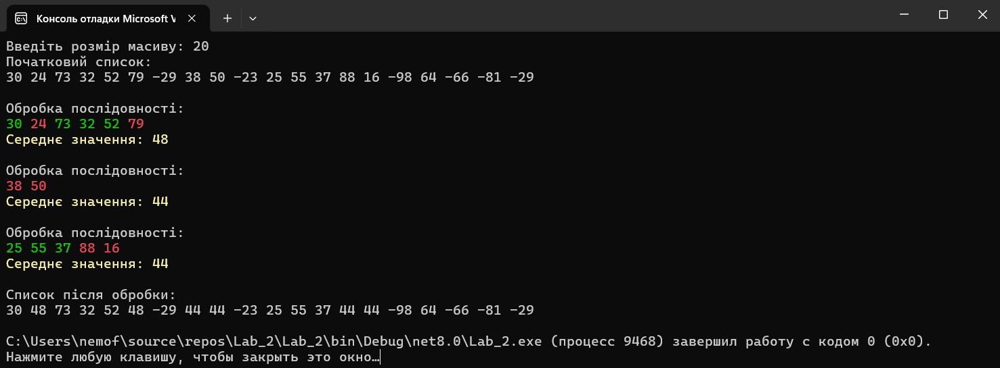 Консоль отладки Microsoft V
Введіть розмір масиву: 20
Початковий список:
30 24 73 32 52 79 -29 38 50 -23 25 55 37 88 16 -98 64 -66 -81 -29
Обробка послідовності:
30 24 73 32 52 79
Середнє значення: 48
Обробка послідовності:
38 50
Середнє значення: 44
Обробка послідовності:
25 55 37 88 16
Середнє значення: 44
Список після обробки:
30 48 73 32 52 48 -29 44 44 -23 25 55 37 44 44 -98 64 -66 -81 -29
C:\Users\nemof\source\repos\Lab_2\Lab_2\bin\Debug\net8.0\Lab_2.exe (процесс 9468) завершил работу с кодом 0 (0x0).
Нажмите любую клавишу, чтобы закрыть это окно…